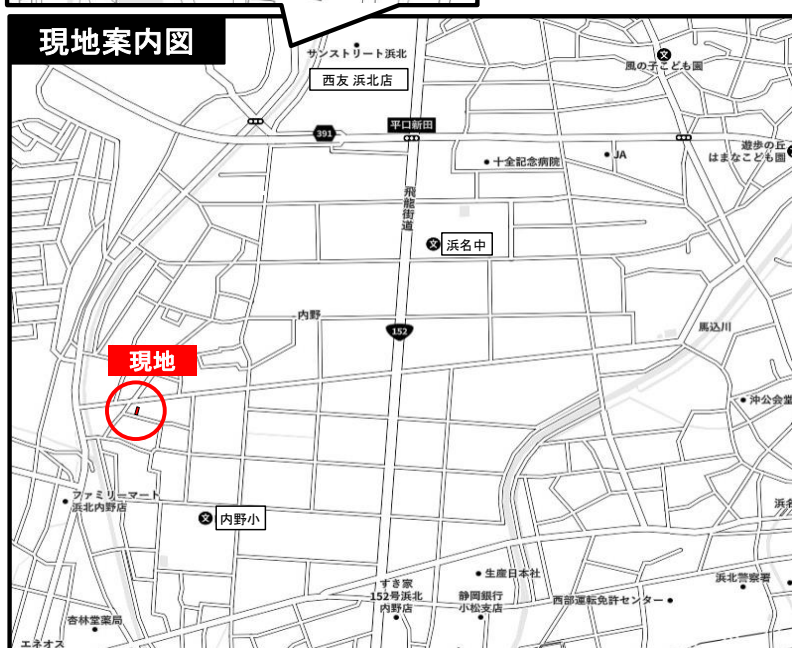 現地案内図
サンストリート浜北
西友 浜北店
風の子こども園
391
平口新田
十全記念病院
JA
遊歩の丘
はまなこども園
飛龍街道
文 浜名中
内野
152
馬込川
現地
沖公会堂
ファミリーマート
浜北内野店
文 内野小
浜名
生産日本社
すき家
152号浜北
内野店
静岡銀行
小松支店
西部運転免許センター
浜北警察署
杏林堂薬局
エネオス